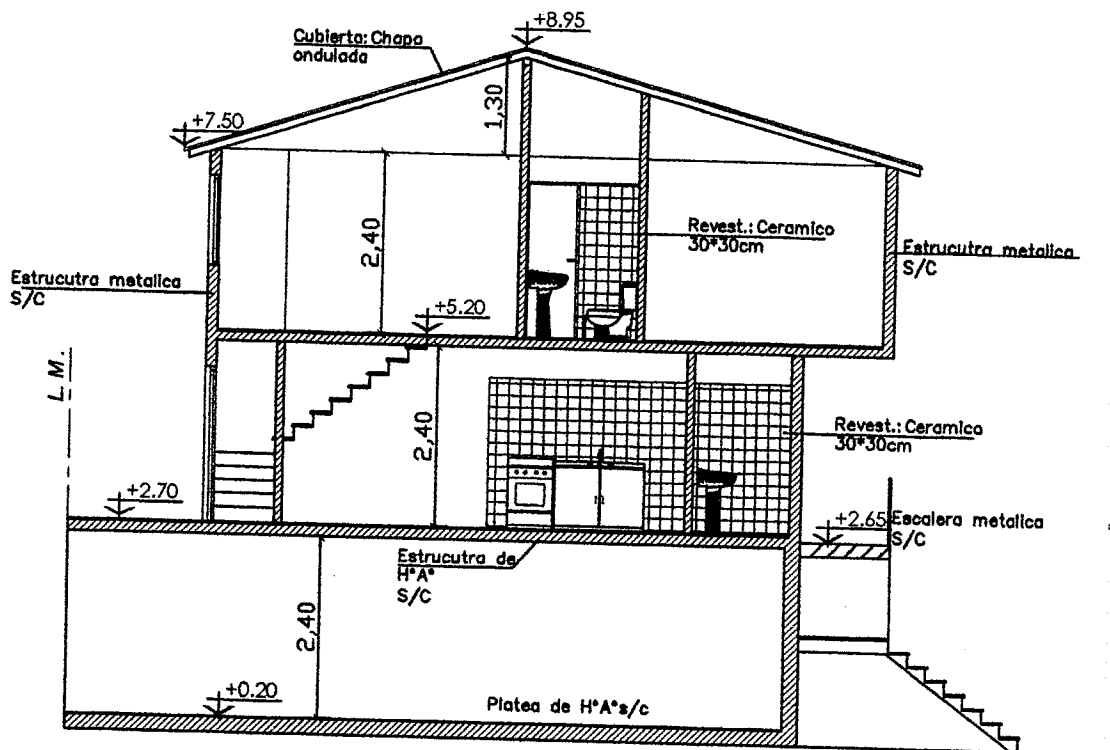 +8.95
Cubierta: Chapa
ondulada
+7.50
1,30
2,40
Revest.: Ceramico
30*30cm
Estrucutra metalica
S/C
Estrucutra metalica
S/C
+5.20
L M.
2,40
Revest.: Ceramico
30*30cm
+2.70
+2.65
Escalera metalica
S/C
Estrucutra de
H°A°
S/C
2,40
+0.20
Platea de H°A°s/c